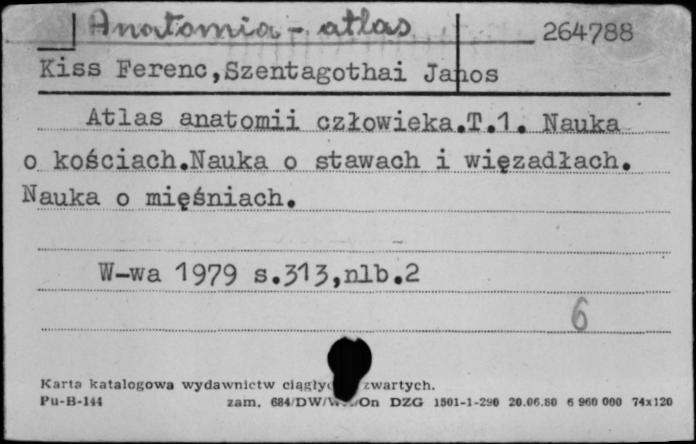 Anatomia - atlas 264788
Kiss Ferenc,Szentagothai Janos
Atlas anatomii człowieka.T.1. Nauka
o kościach.Nauka o stawach i więzadłach.
Nauka o mięśniach.
W-wa 1979 s.313,nlb.2
6
Karta katalogowa wydawnictw zwartych.
Pu-B-144 zam. 684/DW/ On DZG 1501-1-290 20.06.80 6 960 000 74x120